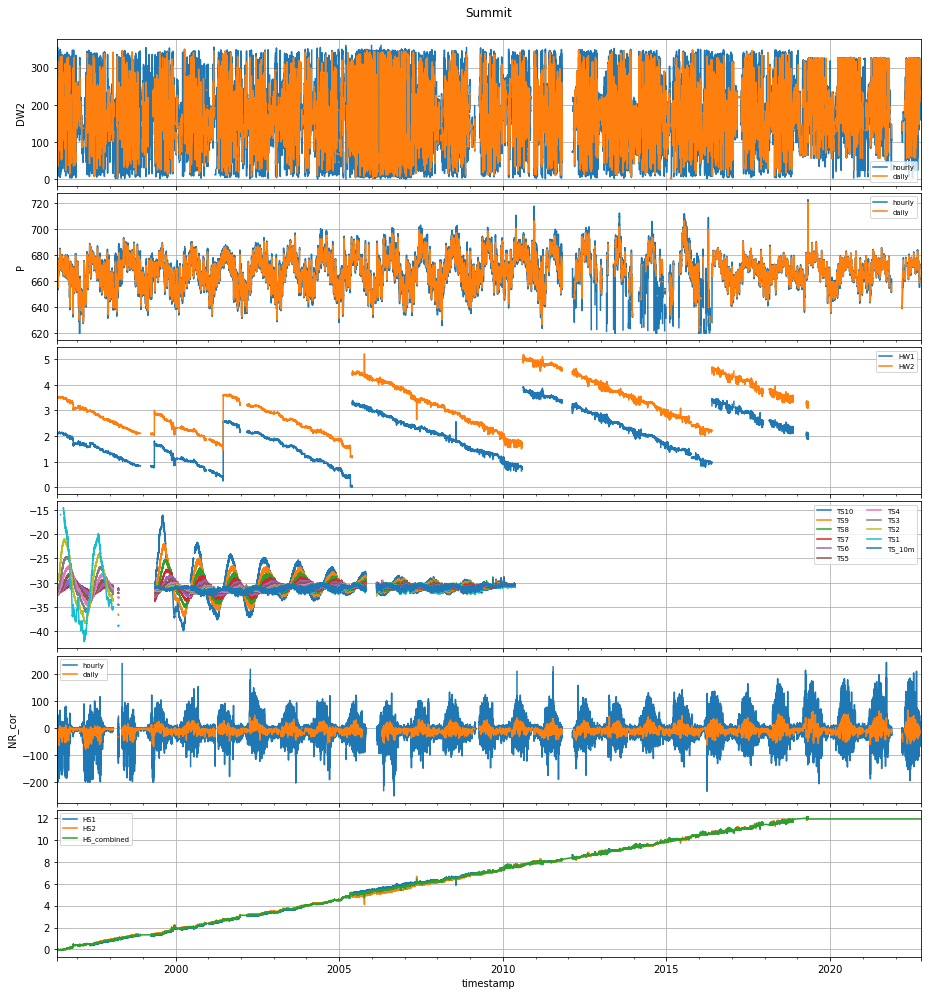 Summit
DW2
300
200
100
0
hourly
daily
P
720
700
680
660
640
620
hourly
daily
5
4
3
2
1
0
HW1
HW2
−15
−20
−25
−30
−35
−40
TS10 TS4
TS9 TS3
TS8 TS2
TS7 TS1
TS6 TS_10m
TS5
NR_cor
200
100
0
−100
−200
hourly
daily
12
10
8
6
4
2
0
HS1
HS2
HS_combined
2000 2005 2010 2015 2020
timestamp